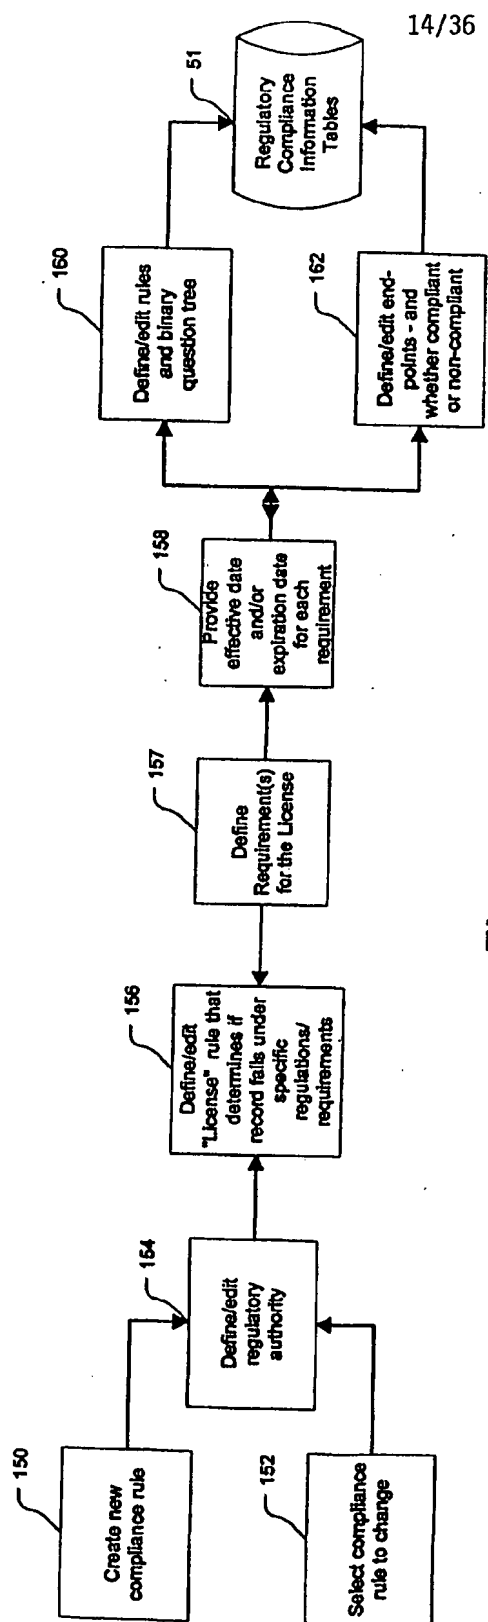 14/36
150
Create new
compliance rule
152
Select compliance
rule to change
154
Define/edit
regulatory
authority
156
Define/edit
"License" rule that
determines if
record falls under
specific
regulations/
requirements
157
Define
Requirement(s)
for the License
158
Provide
effective date
and/or
expiration date
for each
requirement
160
Define/edit rules
and binary
question tree
162
Define/edit end-
points - and
whether compliant
or non-compliant
51
Regulatory
Compliance
Information
Tables